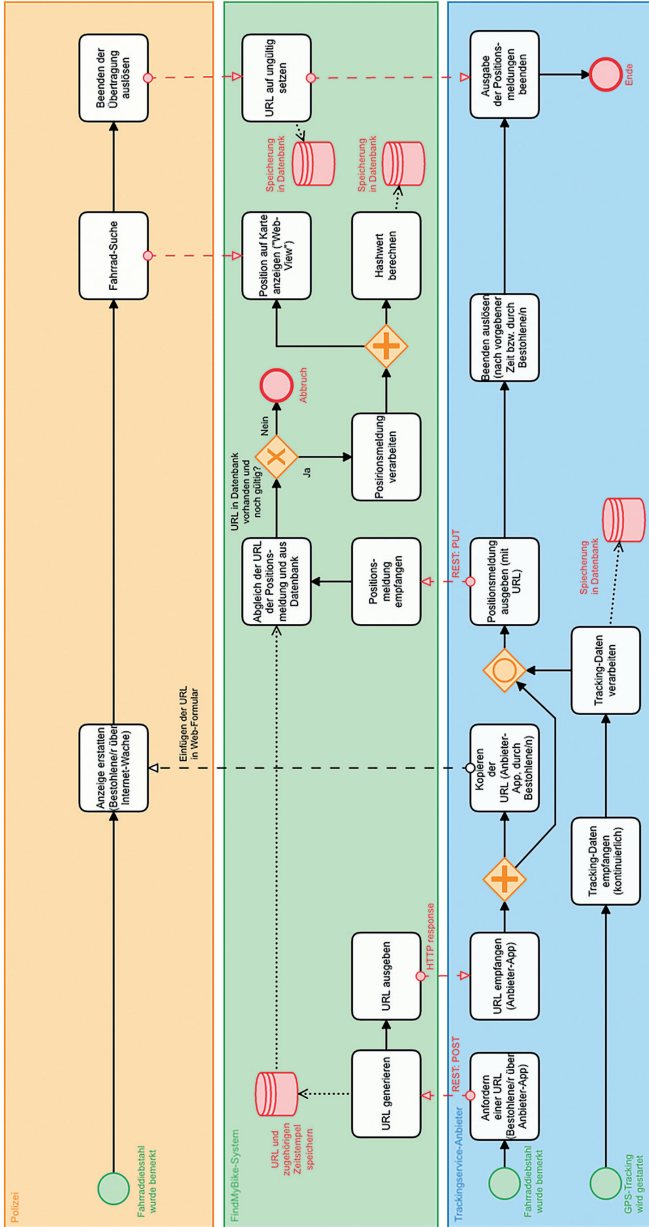 Polizei
Fahrraddiebstahl
wurde bemerkt
Anzeige erstatten
(Bestohlene/r über
Internet-Wache)
Einfügen der URL
in Web-Formular
Fahrrad-Suche
Beenden der
Übertragung
auslösen
FindMyBike-System
URL und
zugehörigen
Zeitstempel
speichern
URL generieren
URL ausgeben
HTTP response
REST: POST
Abgleich der URL
der Positions-
meldung und aus
Datenbank
Positions-
meldung
empfangen
REST: PUT
URL in Datenbank
vorhanden und
noch gültig?
Nein
Abbruch
Ja
Posirionsmeldung
verarbeiten
Position auf Karte
anzeigen ("Web-
View")
Hashwert
berechnen
Speicherung
in Datenbank
URL auf ungültig
setzen
Speicherung
in Datenbank
Trackingservice-Anbieter
Fahrraddiebstahl
wurde bemerkt
Anfordern
einer URL
(Bestohlene/r über
Anbieter-App)
URL empfangen
(Anbieter-App)
Kopieren
der
URL (Anbieter-
App, durch
Bestohlene/n)
Positionsmeldung
ausgeben (mit
URL)
Beenden auslösen
(nach vorgebener
Zeit bzw. durch
Bestohlene/n
Ausgabe
der Positions-
meldungen
beenden
Ende
GPS-Tracking
wird gestartet
Tracking-Daten
empfangen
(kontinuierlich)
Tracking-Daten
verarbeiten
Spiecherung
in Datenbank